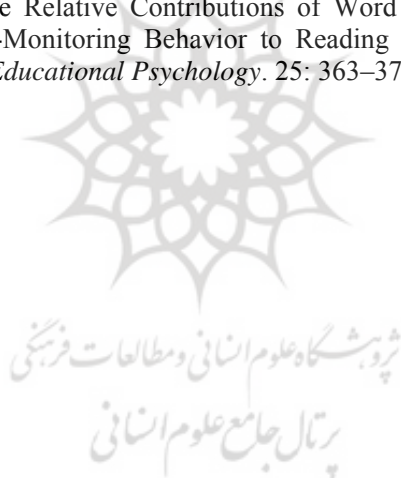 e Relative Contributions of Word
-Monitoring Behavior to Reading
Educational Psychology. 25: 363–37
پژوهشگاه علوم انسانی و مطالعات فرهنگی
پرتال جامع علوم انسانی